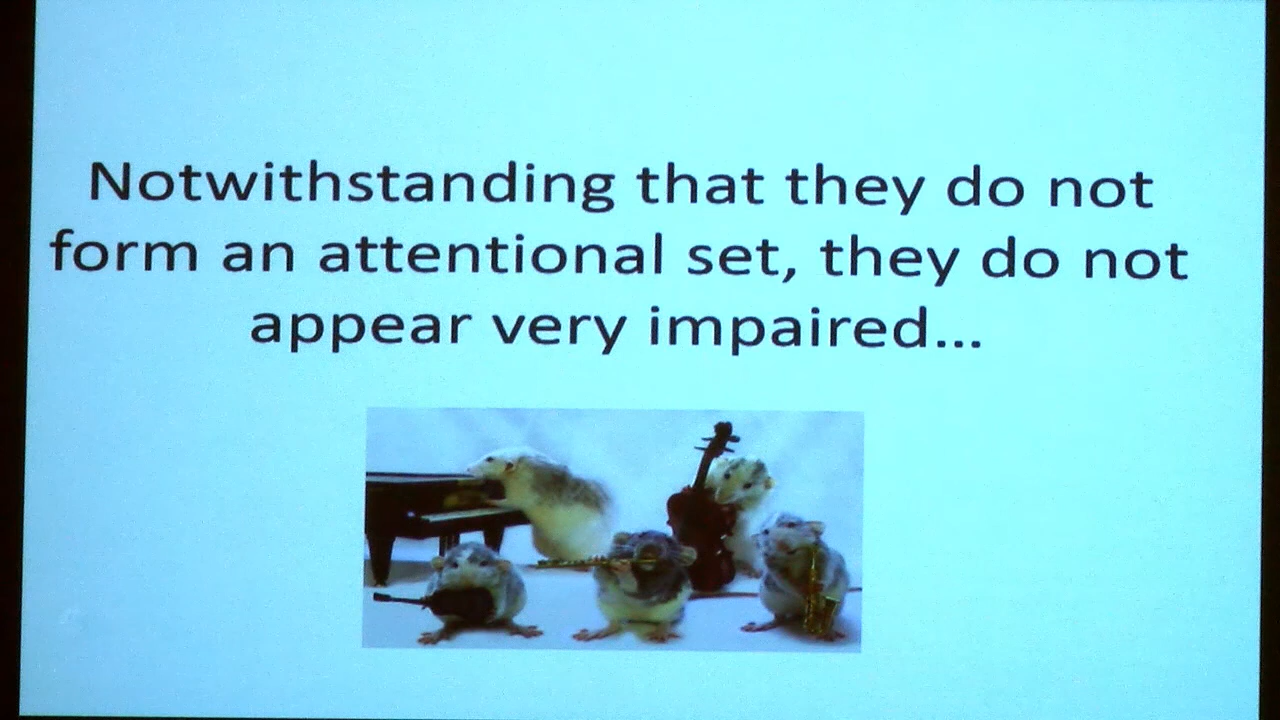 Notwithstanding that they do not
form an attentional set, they do not
appear very impaired...